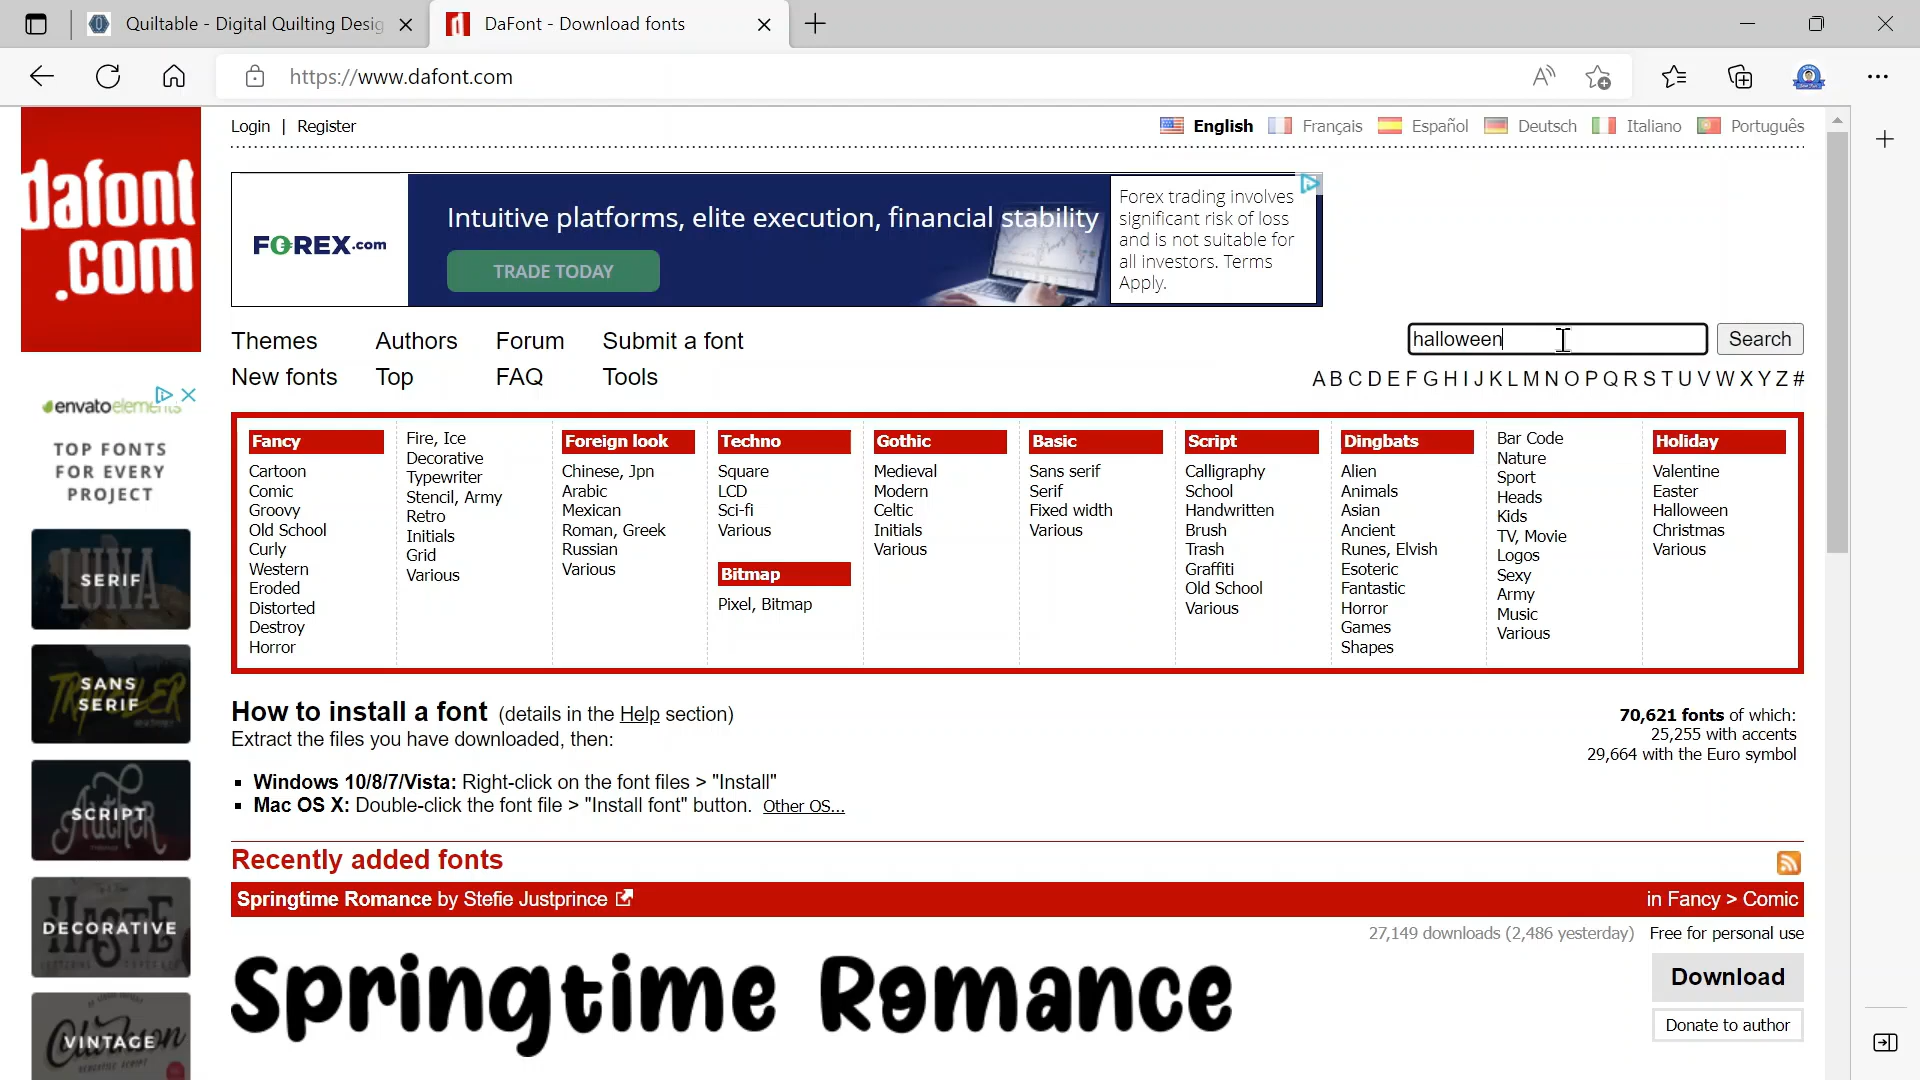 Quiltable - Digital Quilting Desig
DaFont - Download fonts
https://www.dafont.com
dafont
.com
Login | Register
English Français Español Deutsch Italiano Português
FOREX.com
Intuitive platforms, elite execution, financial stability
TRADE TODAY
Forex trading involves
significant risk of loss
and is not suitable for
all investors. Terms
Apply.
Themes Authors Forum Submit a font
New fonts Top FAQ Tools
halloween
Search
A B C D E F G H I J K L M N O P Q R S T U V W X Y Z #
envatoelements
TOP FONTS
FOR EVERY
PROJECT
SERIF
SANS
SERIF
SCRIPT
DECORATIVE
VINTAGE
Fancy
Cartoon
Comic
Groovy
Old School
Curly
Western
Eroded
Distorted
Destroy
Horror
Fire, Ice
Decorative
Typewriter
Stencil, Army
Retro
Initials
Grid
Various
Foreign look
Chinese, Jpn
Arabic
Mexican
Roman, Greek
Russian
Various
Techno
Square
LCD
Sci-fi
Various
Bitmap
Pixel, Bitmap
Gothic
Medieval
Modern
Celtic
Initials
Various
Basic
Sans serif
Serif
Fixed width
Various
Script
Calligraphy
School
Handwritten
Brush
Trash
Graffiti
Old School
Various
Dingbats
Alien
Animals
Asian
Ancient
Runes, Elvish
Esoteric
Fantastic
Horror
Games
Shapes
Bar Code
Nature
Sport
Heads
Kids
TV, Movie
Logos
Sexy
Army
Music
Various
Holiday
Valentine
Easter
Halloween
Christmas
Various
How to install a font (details in the Help section)
Extract the files you have downloaded, then:
▪ Windows 10/8/7/Vista: Right-click on the font files > "Install"
▪ Mac OS X: Double-click the font file > "Install font" button. Other OS...
70,621 fonts of which:
25,255 with accents
29,664 with the Euro symbol
Recently added fonts
Springtime Romance by Stefie Justprince
in Fancy > Comic
27,149 downloads (2,486 yesterday) Free for personal use
Springtime Romance
Download
Donate to author